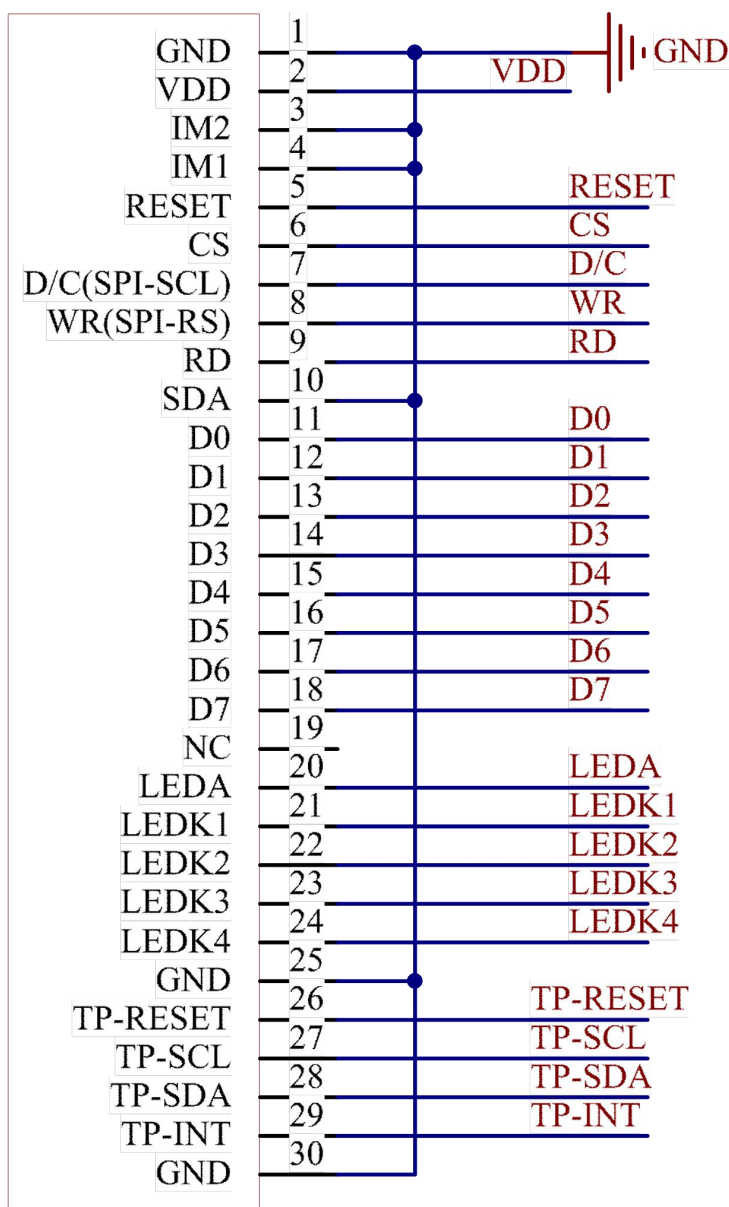 GND 1 GND
VDD 2 VDD
IM2 3
IM1 4
RESET 5 RESET
CS 6 CS
D/C(SPI-SCL) 7 D/C
WR(SPI-RS) 8 WR
RD 9 RD
SDA 10
D0 11 D0
D1 12 D1
D2 13 D2
D3 14 D3
D4 15 D4
D5 16 D5
D6 17 D6
D7 18 D7
NC 19
LEDA 20 LEDA
LEDK1 21 LEDK1
LEDK2 22 LEDK2
LEDK3 23 LEDK3
LEDK4 24 LEDK4
GND 25
TP-RESET 26 TP-RESET
TP-SCL 27 TP-SCL
TP-SDA 28 TP-SDA
TP-INT 29 TP-INT
GND 30